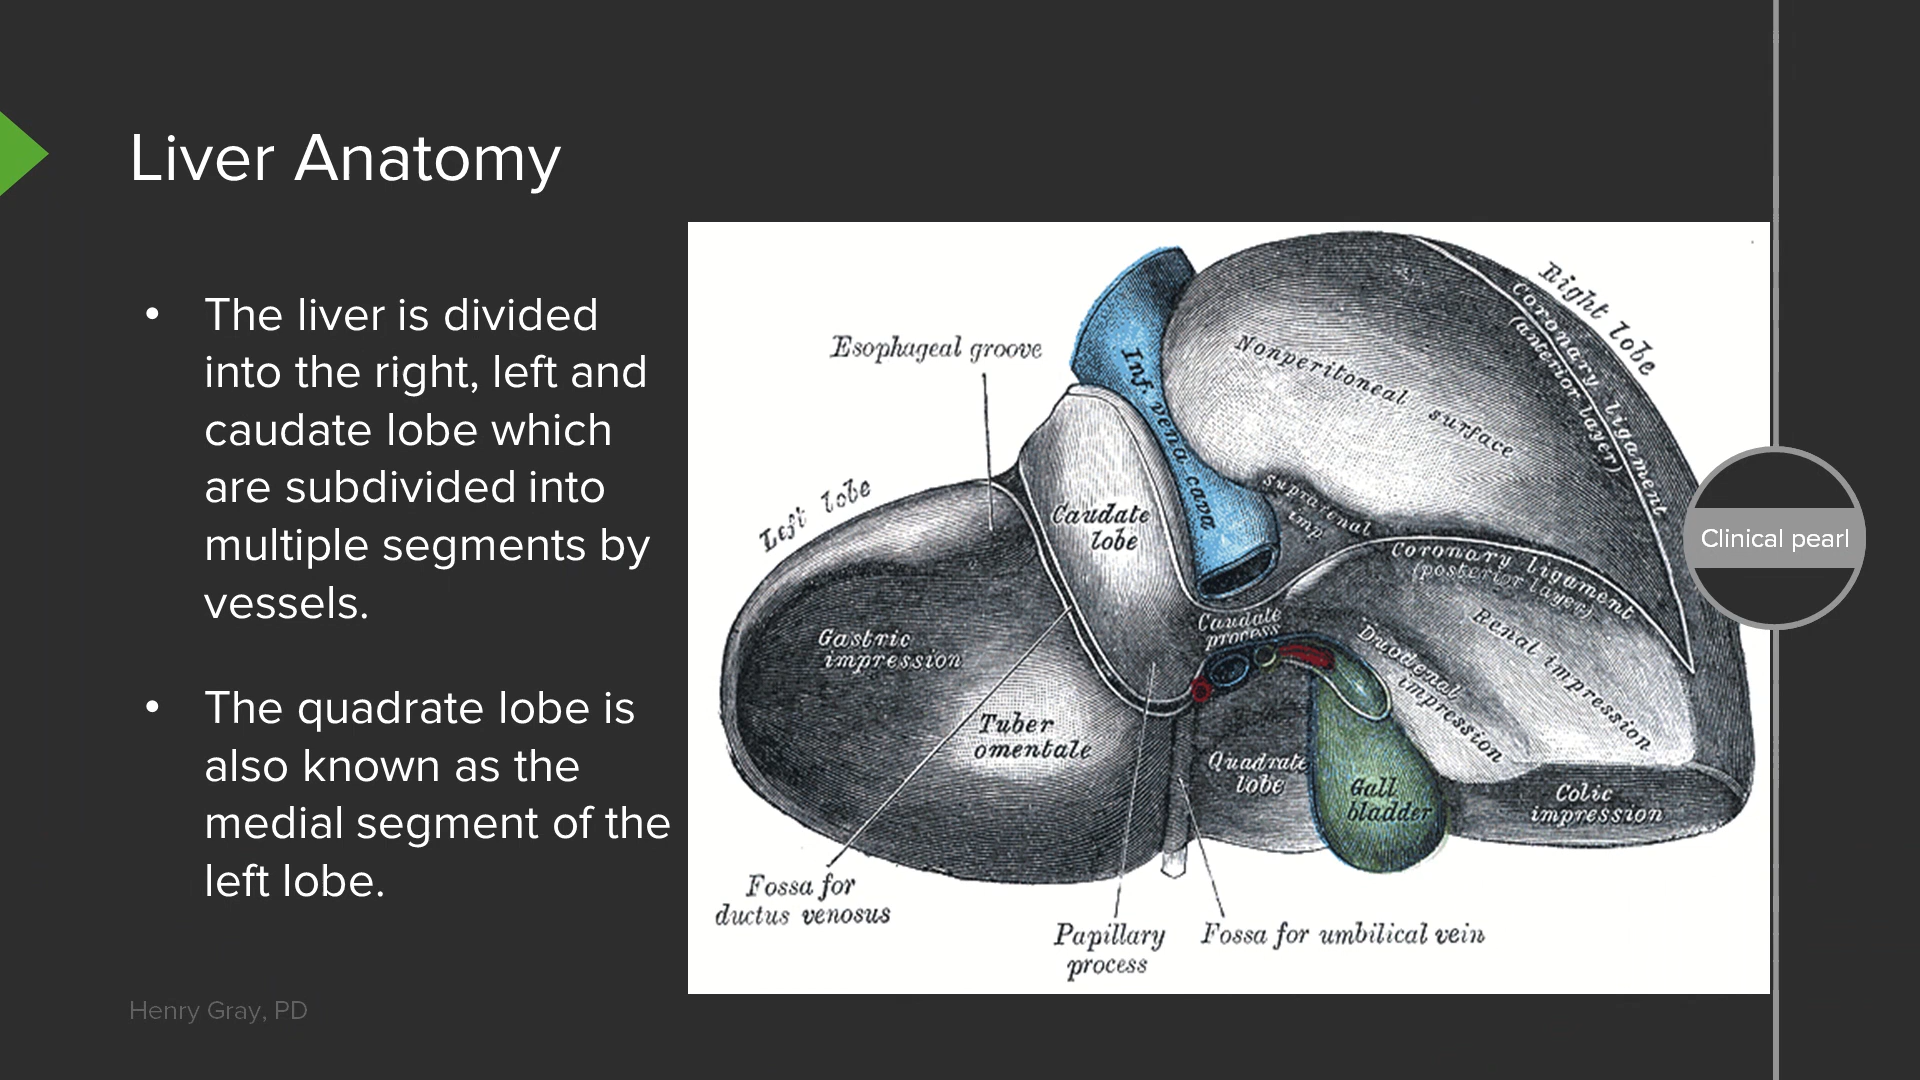 Liver Anatomy
• The liver is divided
into the right, left and
caudate lobe which
are subdivided into
multiple segments by
vessels.
• The quadrate lobe is
also known as the
medial segment of the
left lobe.
Henry Gray, PD
Esophageal groove
Left lobe
Caudate
lobe
Inf. vena cava
Nonperitoneal surface
Right lobe
Coronary ligament
(anterior layer)
suprarenal
imp.
Coronary ligament
(posterior layer)
Caudate
process
Gastric
impression
Tuber
omentale
Duodenal
impression
Renal impression
Quadrate
lobe
Gall
bladder
Colic
impression
Fossa for
ductus venosus
Papillary
process
Fossa for umbilical vein
Clinical pearl